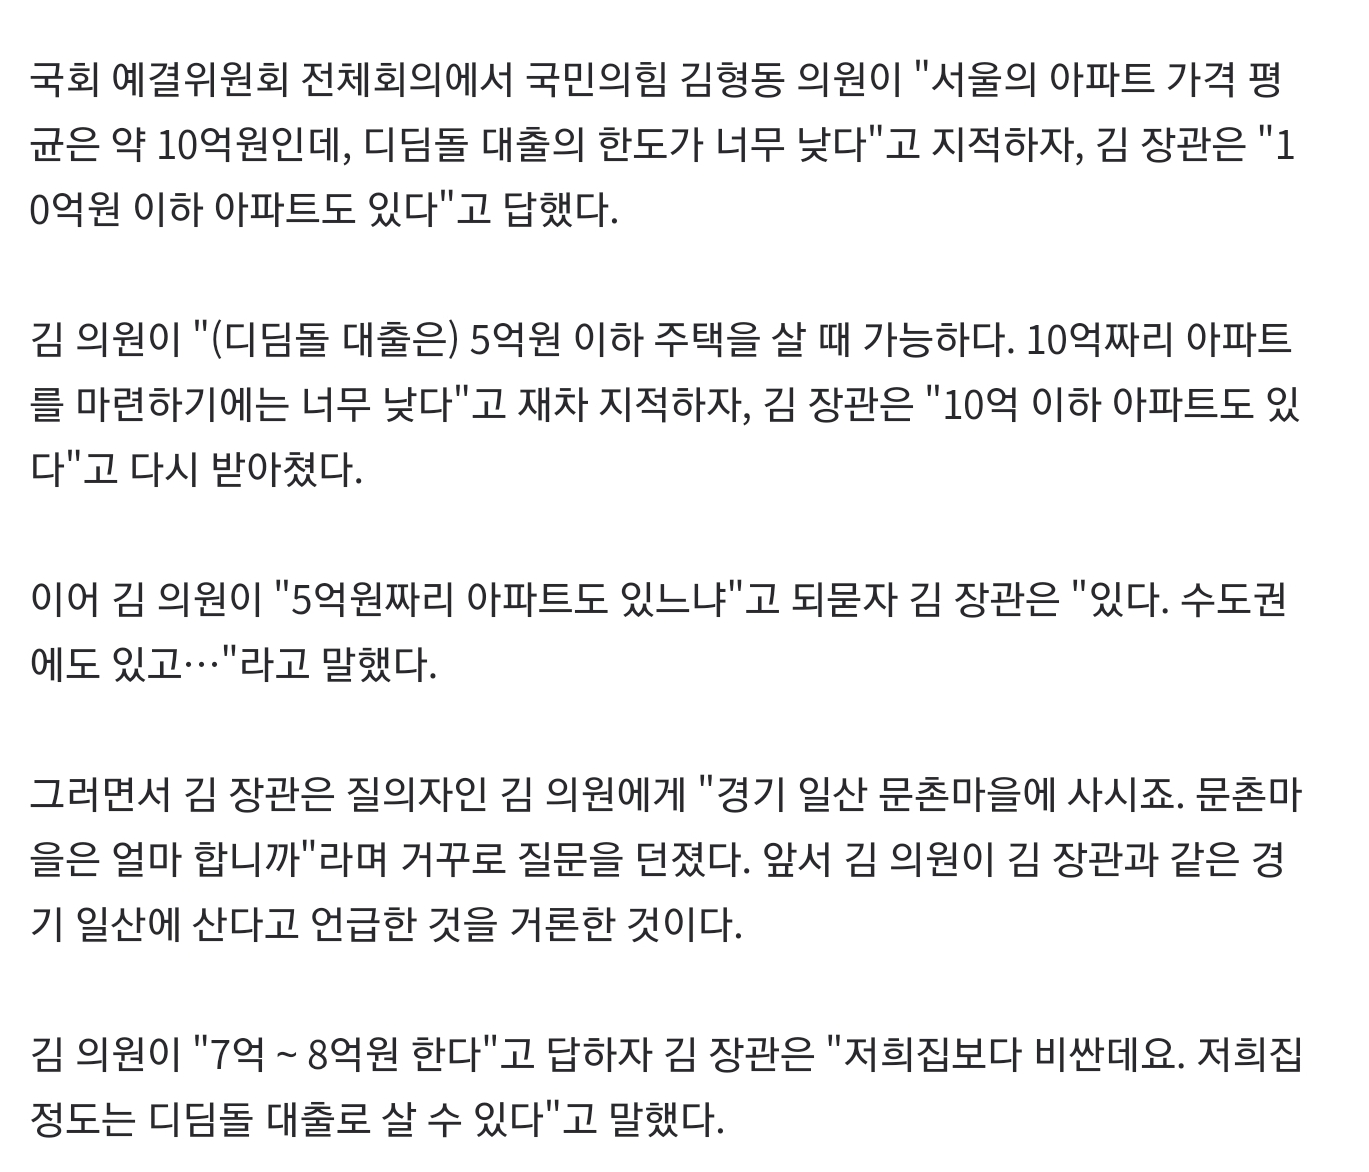 국회 예결위원회 전체회의에서 국민의힘 김형동 의원이 "서울의 아파트 가격 평
균은 약 10억원인데, 디딤돌 대출의 한도가 너무 낮다"고 지적하자, 김 장관은 "1
0억원 이하 아파트도 있다"고 답했다.
김 의원이 "(디딤돌 대출은) 5억원 이하 주택을 살 때 가능하다. 10억짜리 아파트
를 마련하기에는 너무 낮다"고 재차 지적하자, 김 장관은 "10억 이하 아파트도 있
다"고 다시 받아쳤다.
이어 김 의원이 "5억원짜리 아파트도 있느냐"고 되묻자 김 장관은 "있다. 수도권
에도 있고…"라고 말했다.
그러면서 김 장관은 질의자인 김 의원에게 "경기 일산 문촌마을에 사시죠. 문촌마
을은 얼마 합니까"라며 거꾸로 질문을 던졌다. 앞서 김 의원이 김 장관과 같은 경
기 일산에 산다고 언급한 것을 거론한 것이다.
김 의원이 "7억 ~ 8억원 한다"고 답하자 김 장관은 "저희집보다 비싼데요. 저희집
정도는 디딤돌 대출로 살 수 있다"고 말했다.